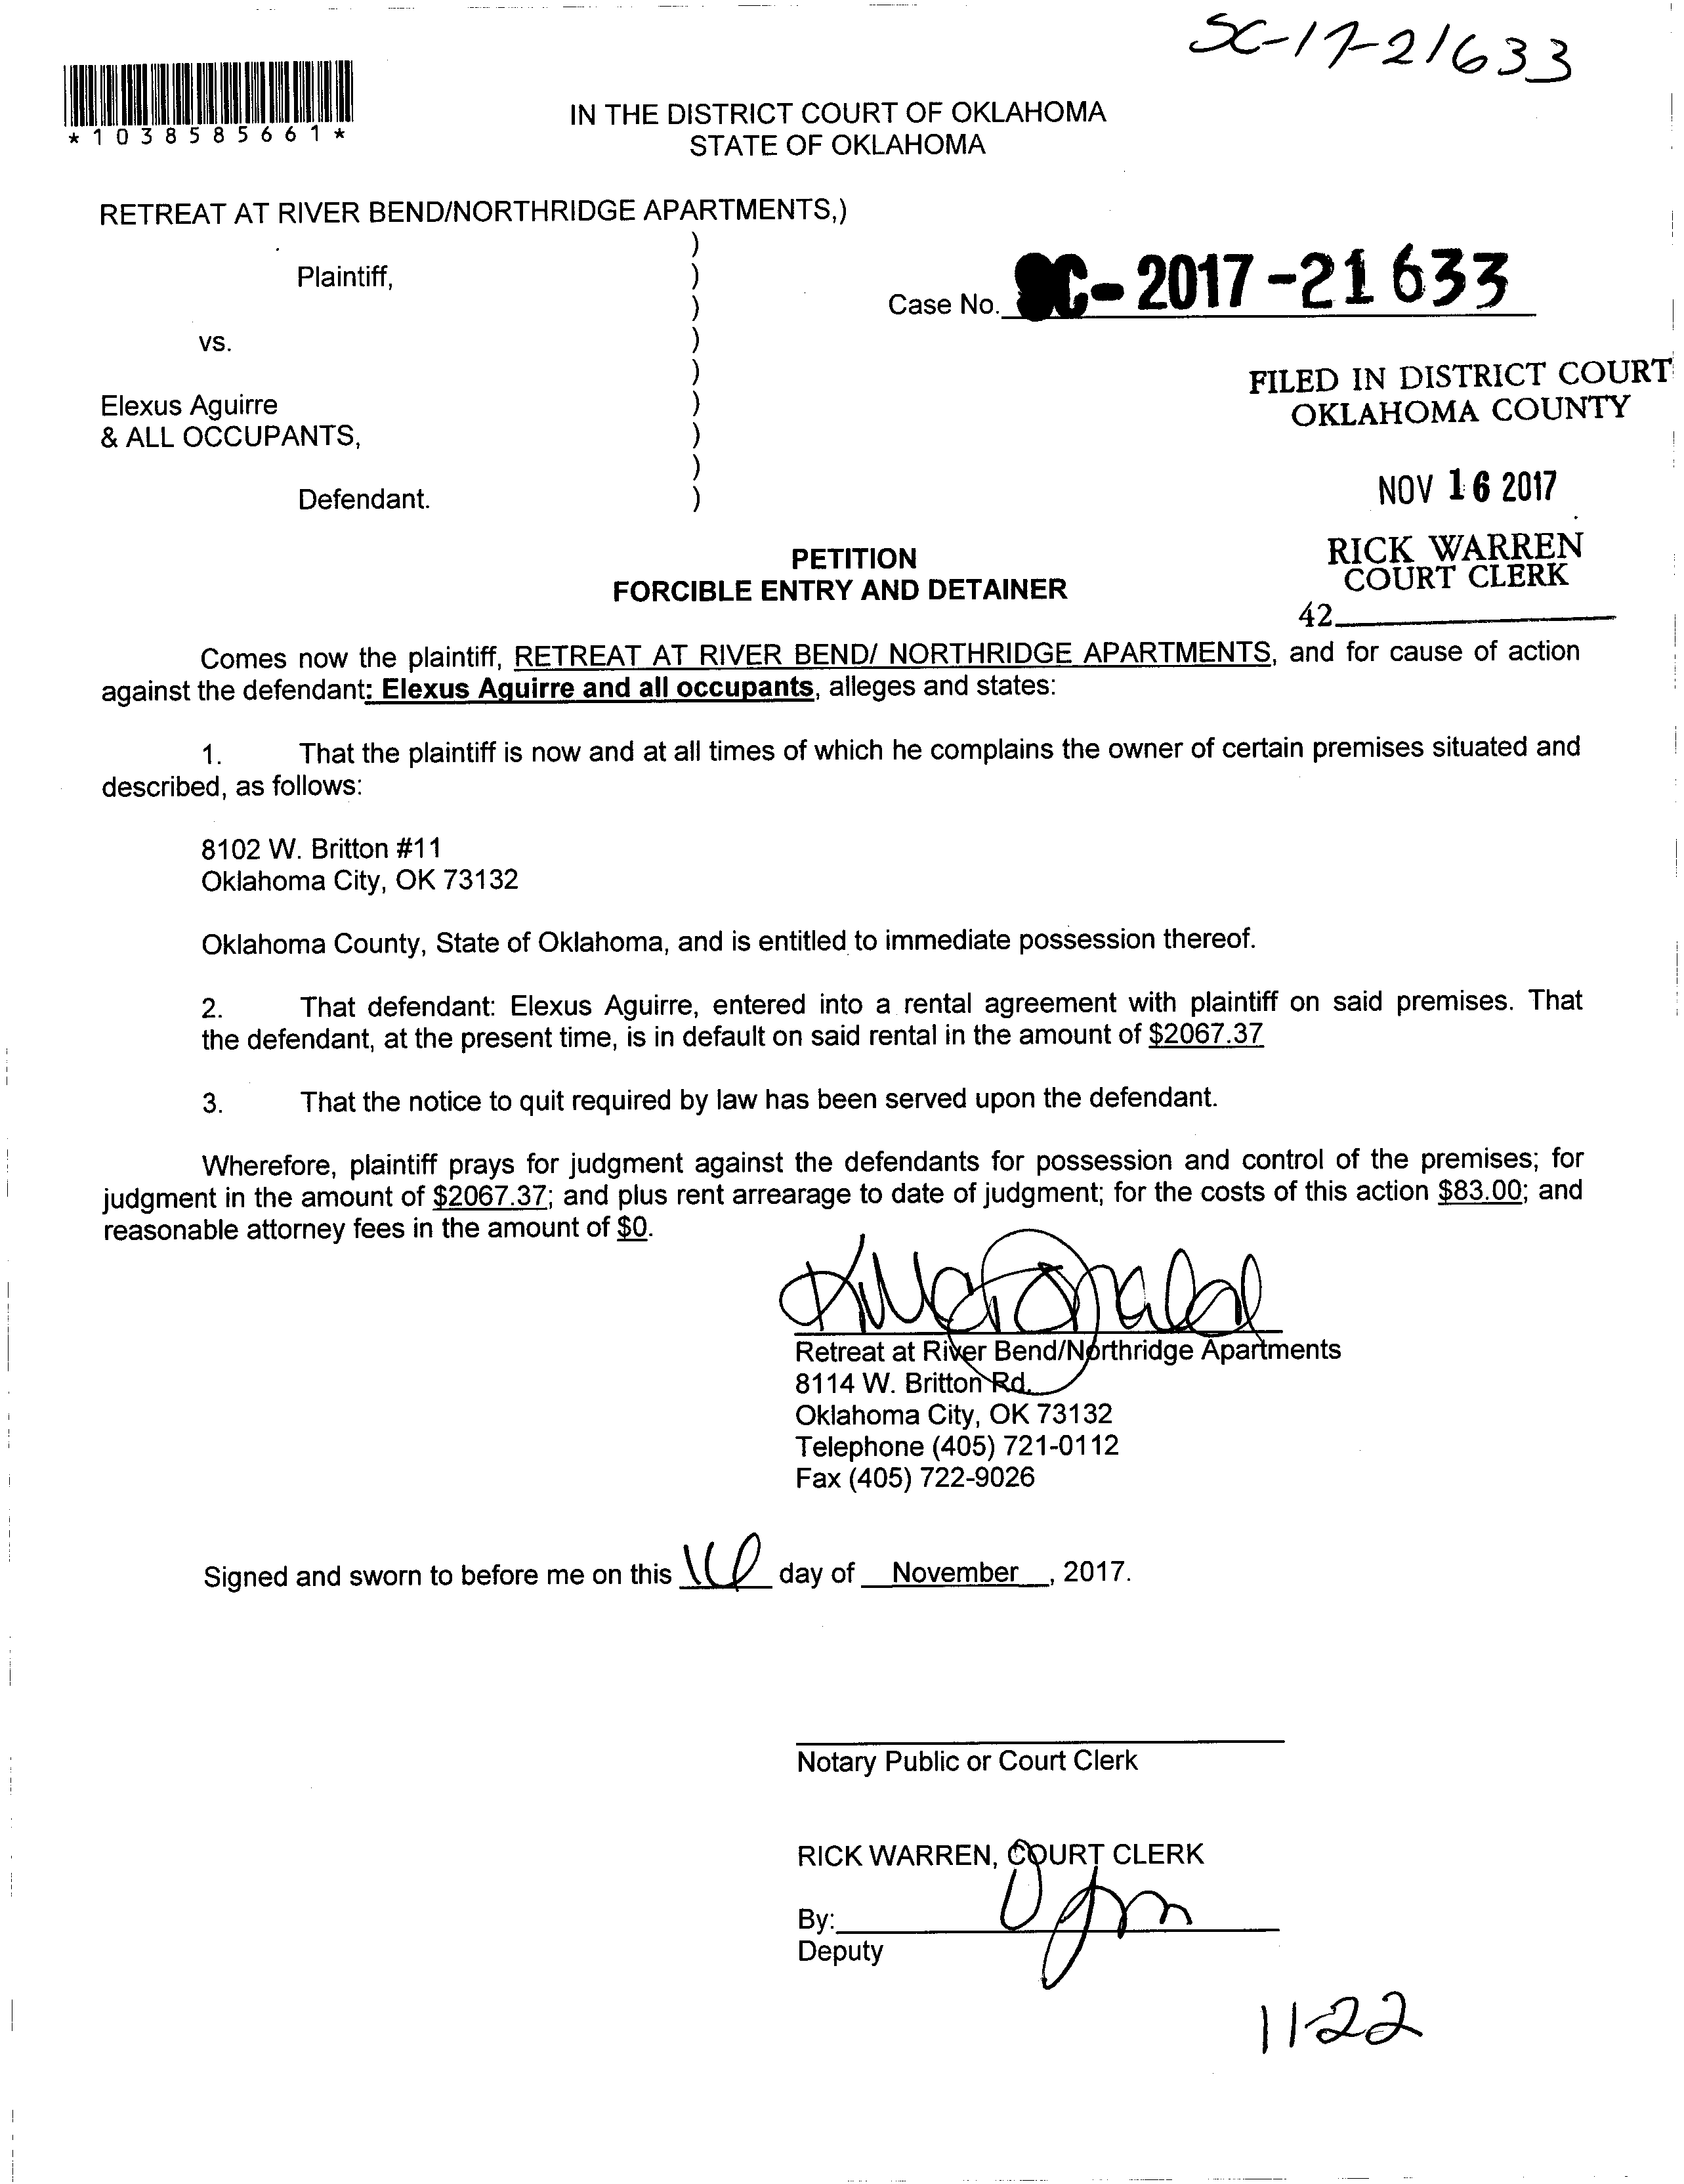 SC-17-21633
*1038585661*
IN THE DISTRICT COURT OF OKLAHOMA
STATE OF OKLAHOMA
RETREAT AT RIVER BEND/NORTHRIDGE APARTMENTS,)
)
Plaintiff, )
)
vs. )
)
Elexus Aguirre )
& ALL OCCUPANTS, )
)
Defendant. )
Case No. SC-2017-21633
FILED IN DISTRICT COURT
OKLAHOMA COUNTY
NOV 16 2017
RICK WARREN
COURT CLERK
42
PETITION
FORCIBLE ENTRY AND DETAINER
Comes now the plaintiff, RETREAT AT RIVER BEND/ NORTHRIDGE APARTMENTS, and for cause of action
against the defendant: Elexus Aguirre and all occupants, alleges and states:
1. That the plaintiff is now and at all times of which he complains the owner of certain premises situated and
described, as follows:
8102 W. Britton #11
Oklahoma City, OK 73132
Oklahoma County, State of Oklahoma, and is entitled to immediate possession thereof.
2. That defendant: Elexus Aguirre, entered into a rental agreement with plaintiff on said premises. That
the defendant, at the present time, is in default on said rental in the amount of $2067.37
3. That the notice to quit required by law has been served upon the defendant.
Wherefore, plaintiff prays for judgment against the defendants for possession and control of the premises; for
judgment in the amount of $2067.37; and plus rent arrearage to date of judgment; for the costs of this action $83.00; and
reasonable attorney fees in the amount of $0.
Retreat at River Bend/Northridge Apartments
8114 W. Britton Rd.
Oklahoma City, OK 73132
Telephone (405) 721-0112
Fax (405) 722-9026
Signed and sworn to before me on this 16 day of November, 2017.
Notary Public or Court Clerk
RICK WARREN, COURT CLERK
By:
Deputy
11-22